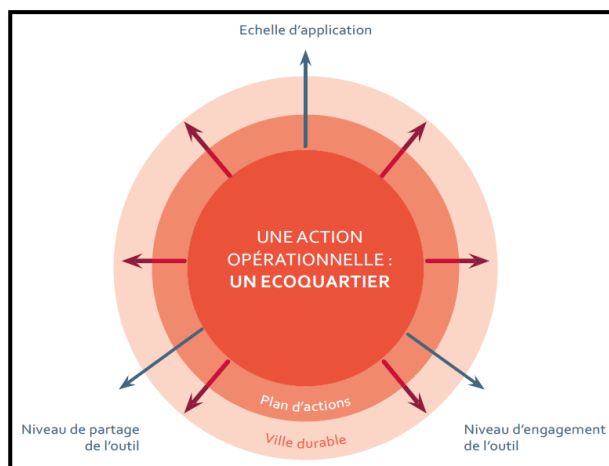 Echelle d'application
UNE ACTION
OPÉRATIONNELLE :
UN ECOQUARTIER
Plan d'actions
Ville durable
Niveau de partage
de l'outil
Niveau d'engagement
de l'outil